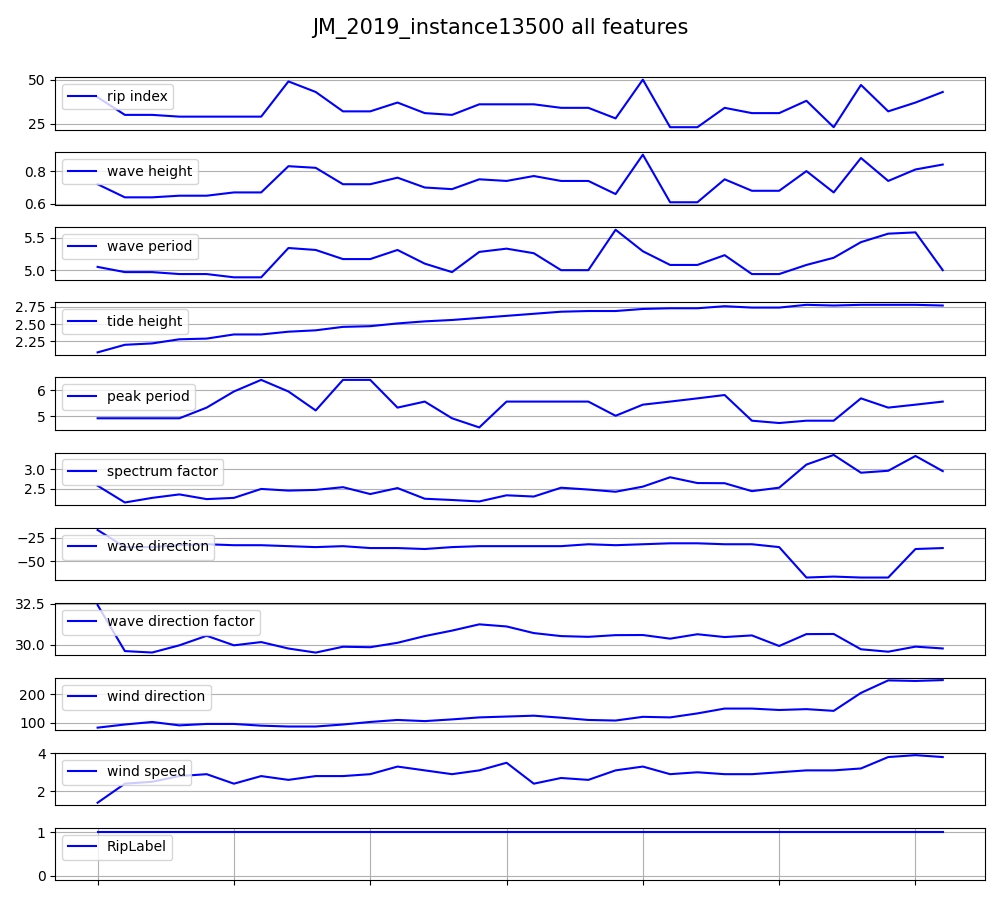 JM_2019_instance13500 all features
50
25
rip index
0.8
0.6
wave height
5.5
5.0
wave period
2.75
2.50
2.25
tide height
6
5
peak period
3.0
2.5
spectrum factor
−25
−50
wave direction
32.5
30.0
wave direction factor
200
100
wind direction
4
2
wind speed
1
0
RipLabel